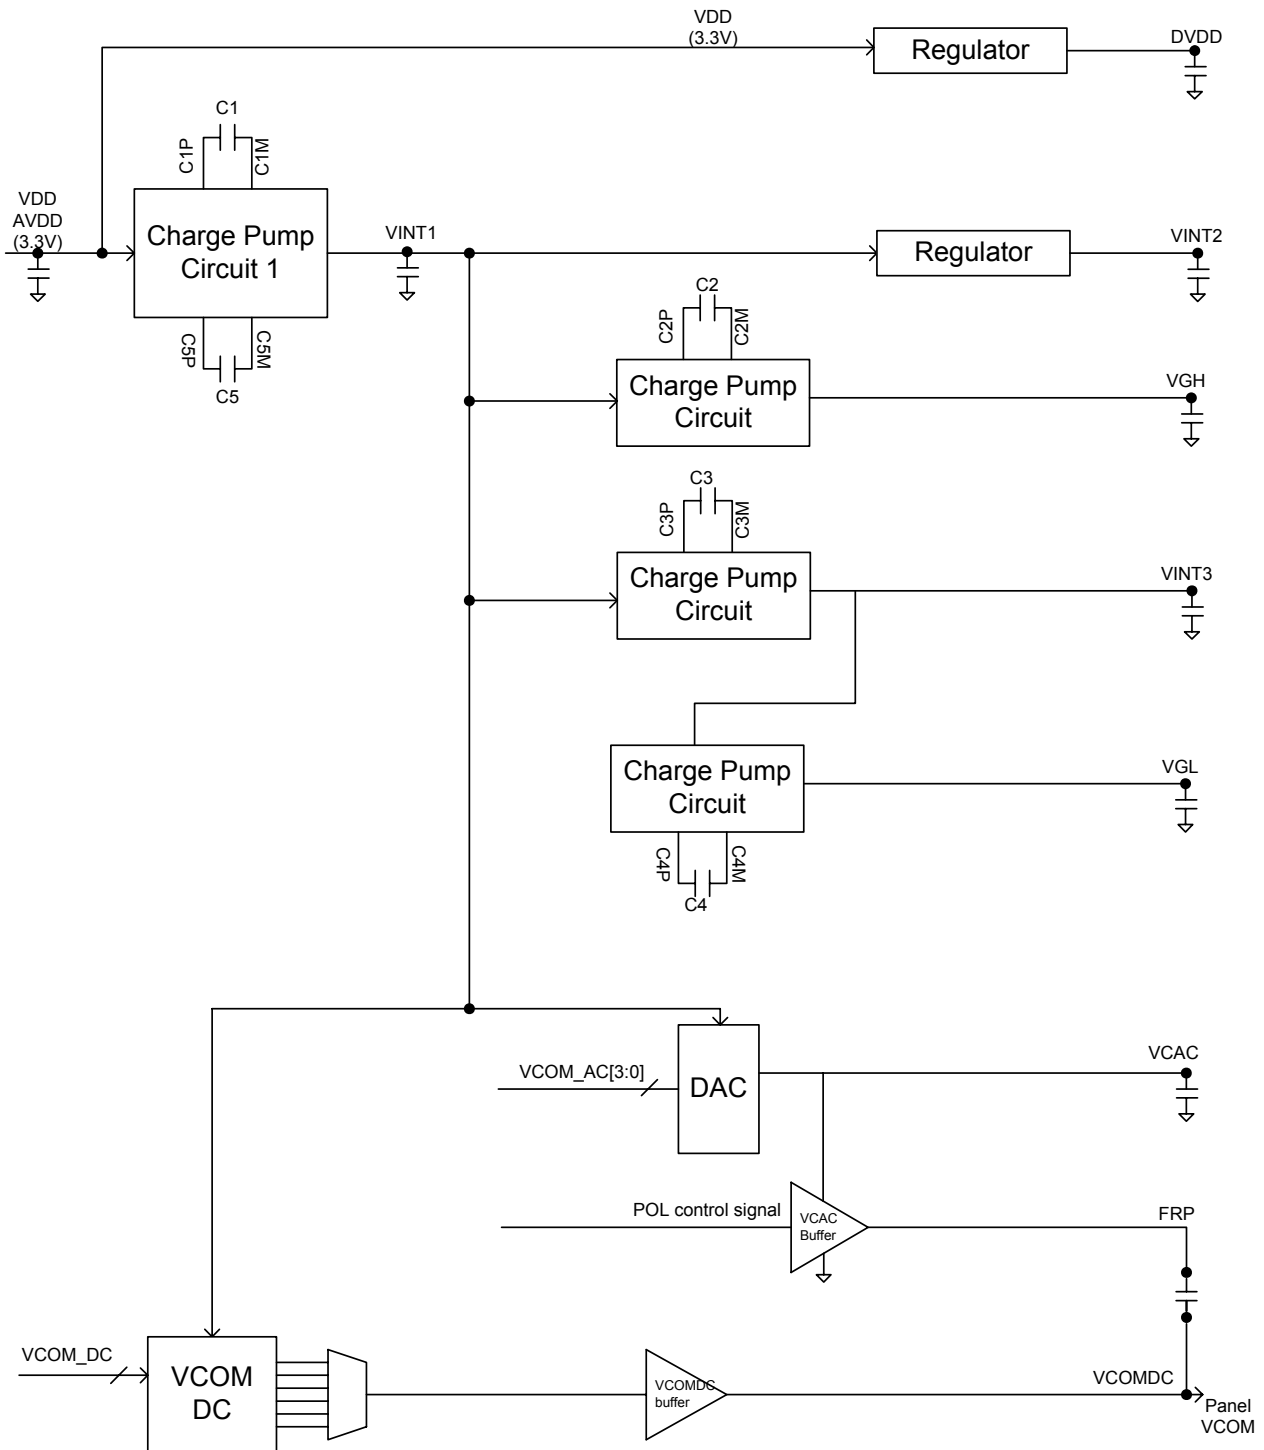 VDD
(3.3V)
Regulator
DVDD
C1
C1P
C1M
VDD
AVDD
(3.3V)
Charge Pump
Circuit 1
VINT1
Regulator
VINT2
C5P
C5M
C5
C2
C2P
C2M
Charge Pump
Circuit
VGH
C3
C3P
C3M
Charge Pump
Circuit
VINT3
Charge Pump
Circuit
VGL
C4P
C4M
C4
VCOM_AC[3:0]
DAC
VCAC
POL control signal
VCAC
Buffer
FRP
VCOM_DC
VCOM
DC
VCOMDC
buffer
VCOMDC
Panel
VCOM